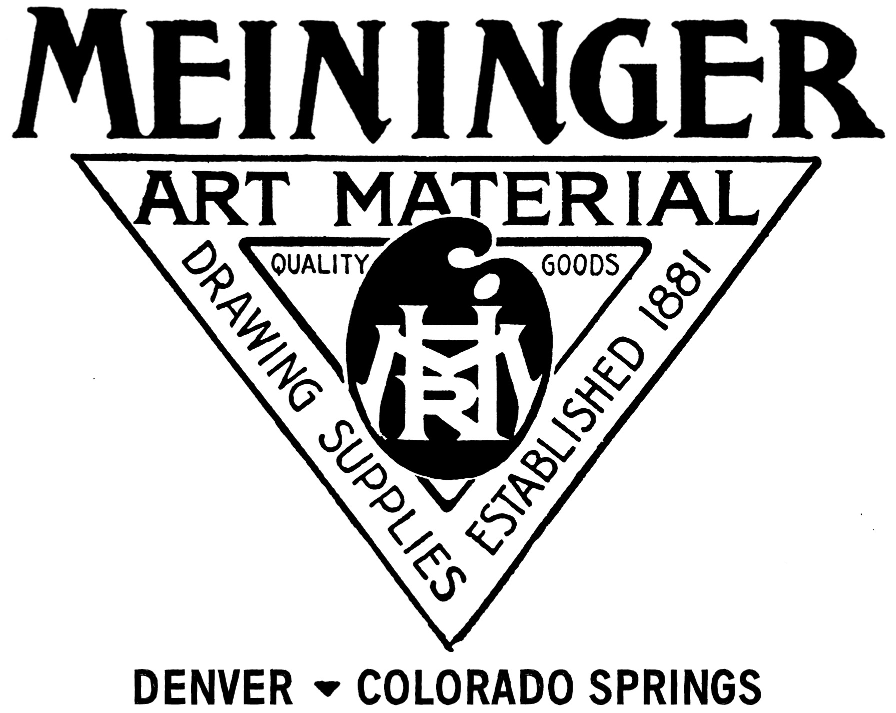 MEININGER
ART MATERIAL
QUALITY GOODS
DRAWING SUPPLIES
ESTABLISHED 1881
DENVER COLORADO SPRINGS